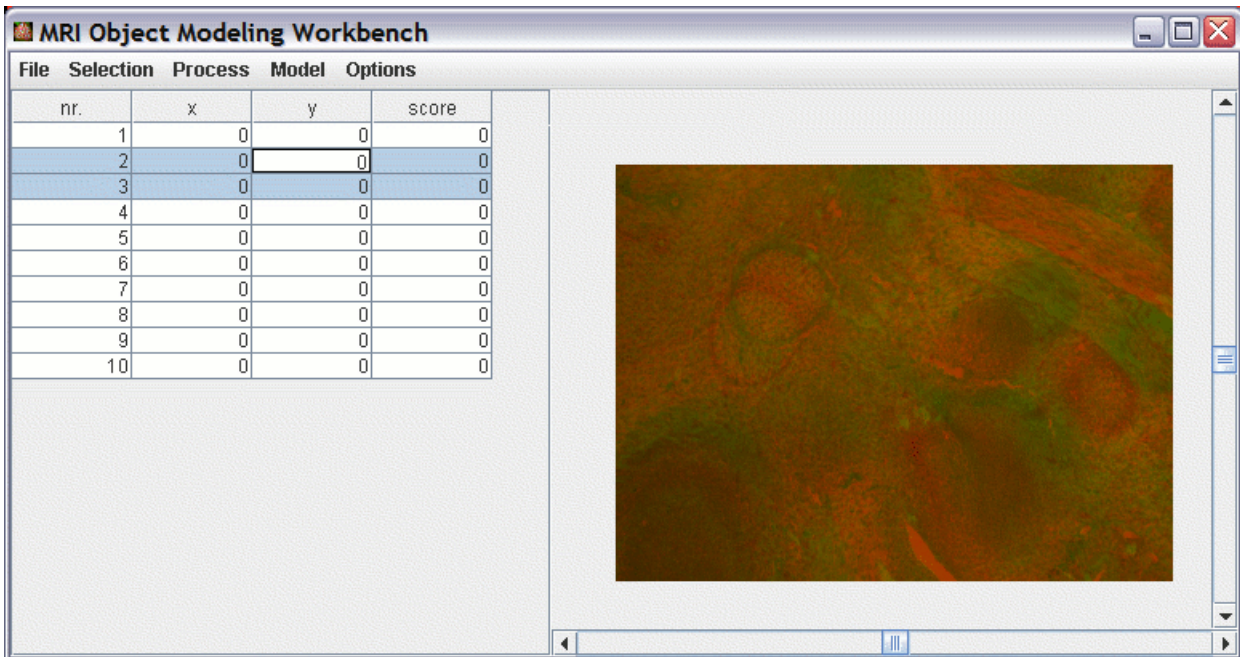 MRI Object Modeling Workbench
File Selection Process Model Options
nr. x y score
1 0 0 0
2 0 0 0
3 0 0 0
4 0 0 0
5 0 0 0
6 0 0 0
7 0 0 0
8 0 0 0
9 0 0 0
10 0 0 0